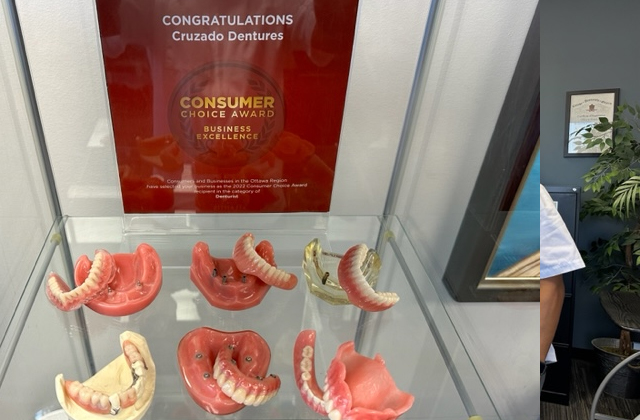 CONGRATULATIONS
Cruzado Dentures
CONSUMER
CHOICE AWARD
BUSINESS
EXCELLENCE
Consumers and Businesses in the Ottawa Region
have selected your business as the 2022 Consumer Choice Award
recipient in the category of
Denturist